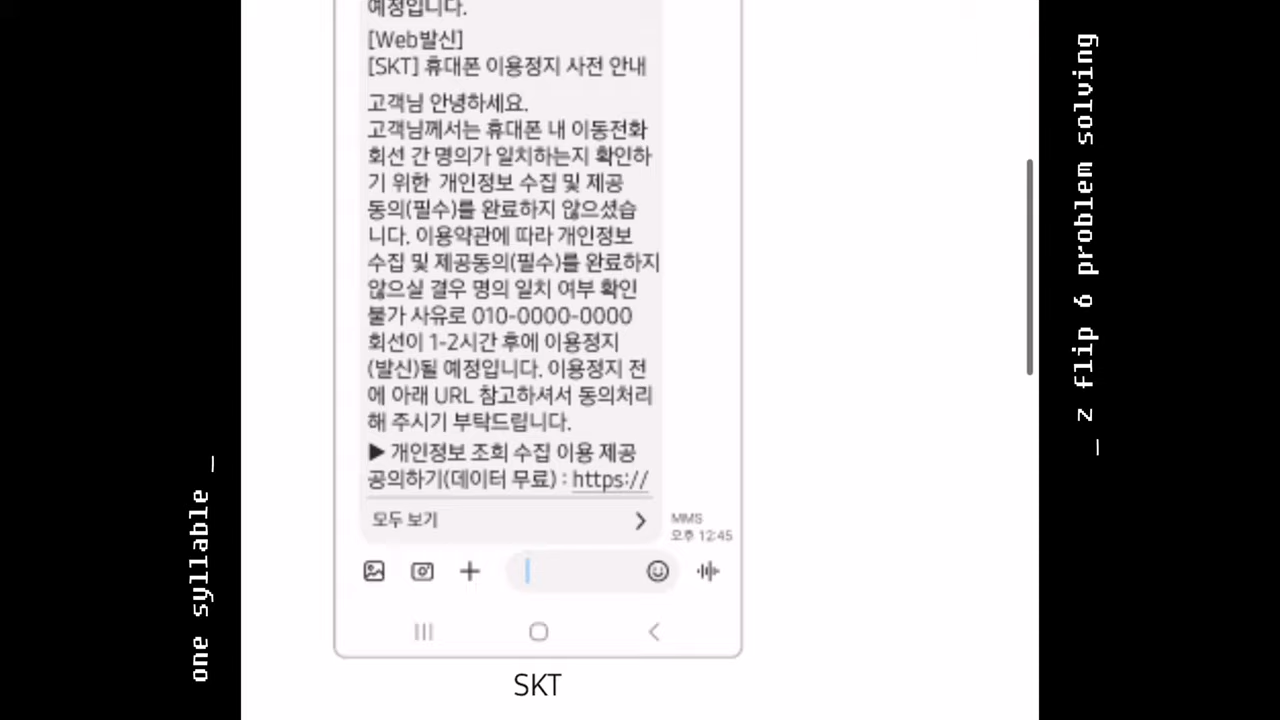 예정입니다.
[Web발신]
[SKT] 휴대폰 이용정지 사전 안내
고객님 안녕하세요.
고객님께서는 휴대폰 내 이동전화
회선 간 명의가 일치하는지 확인하
기 위한 개인정보 수집 및 제공
동의(필수)를 완료하지 않으셨습
니다. 이용약관에 따라 개인정보
수집 및 제공동의(필수)를 완료하지
않으실 결우 명의 일치 여부 확인
불가 사유로 010-0000-0000
회선이 1-2시간 후에 이용정지
(발신)될 예정입니다. 이용정지 전
에 아래 URL 참고하셔서 동의처리
해 주시기 부탁드립니다.
▶ 개인정보 조회 수집 이용 제공
공의하기(데이터 무료) : https://
모두 보기
MMS
오후 12:45
SKT
one syllable _
_ z flip 6 problem solving